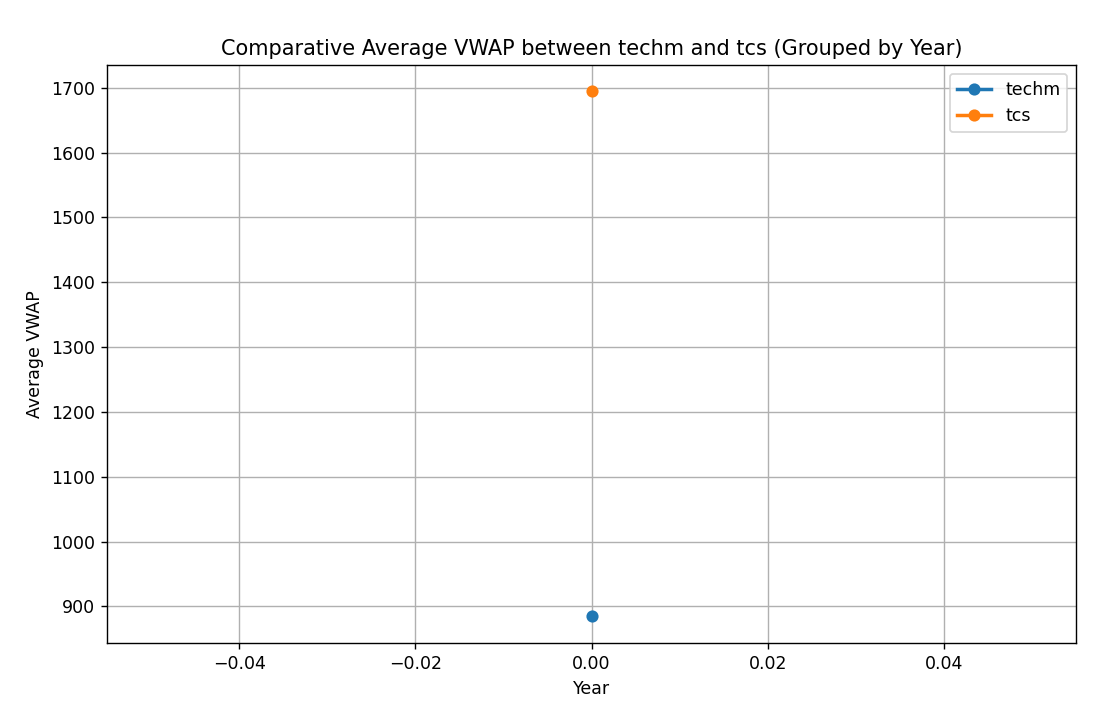 Comparative Average VWAP between techm and tcs (Grouped by Year)
techm
tcs
1700
1600
1500
1400
1300
1200
1100
1000
900
Average VWAP
−0.04
−0.02
0.00
0.02
0.04
Year